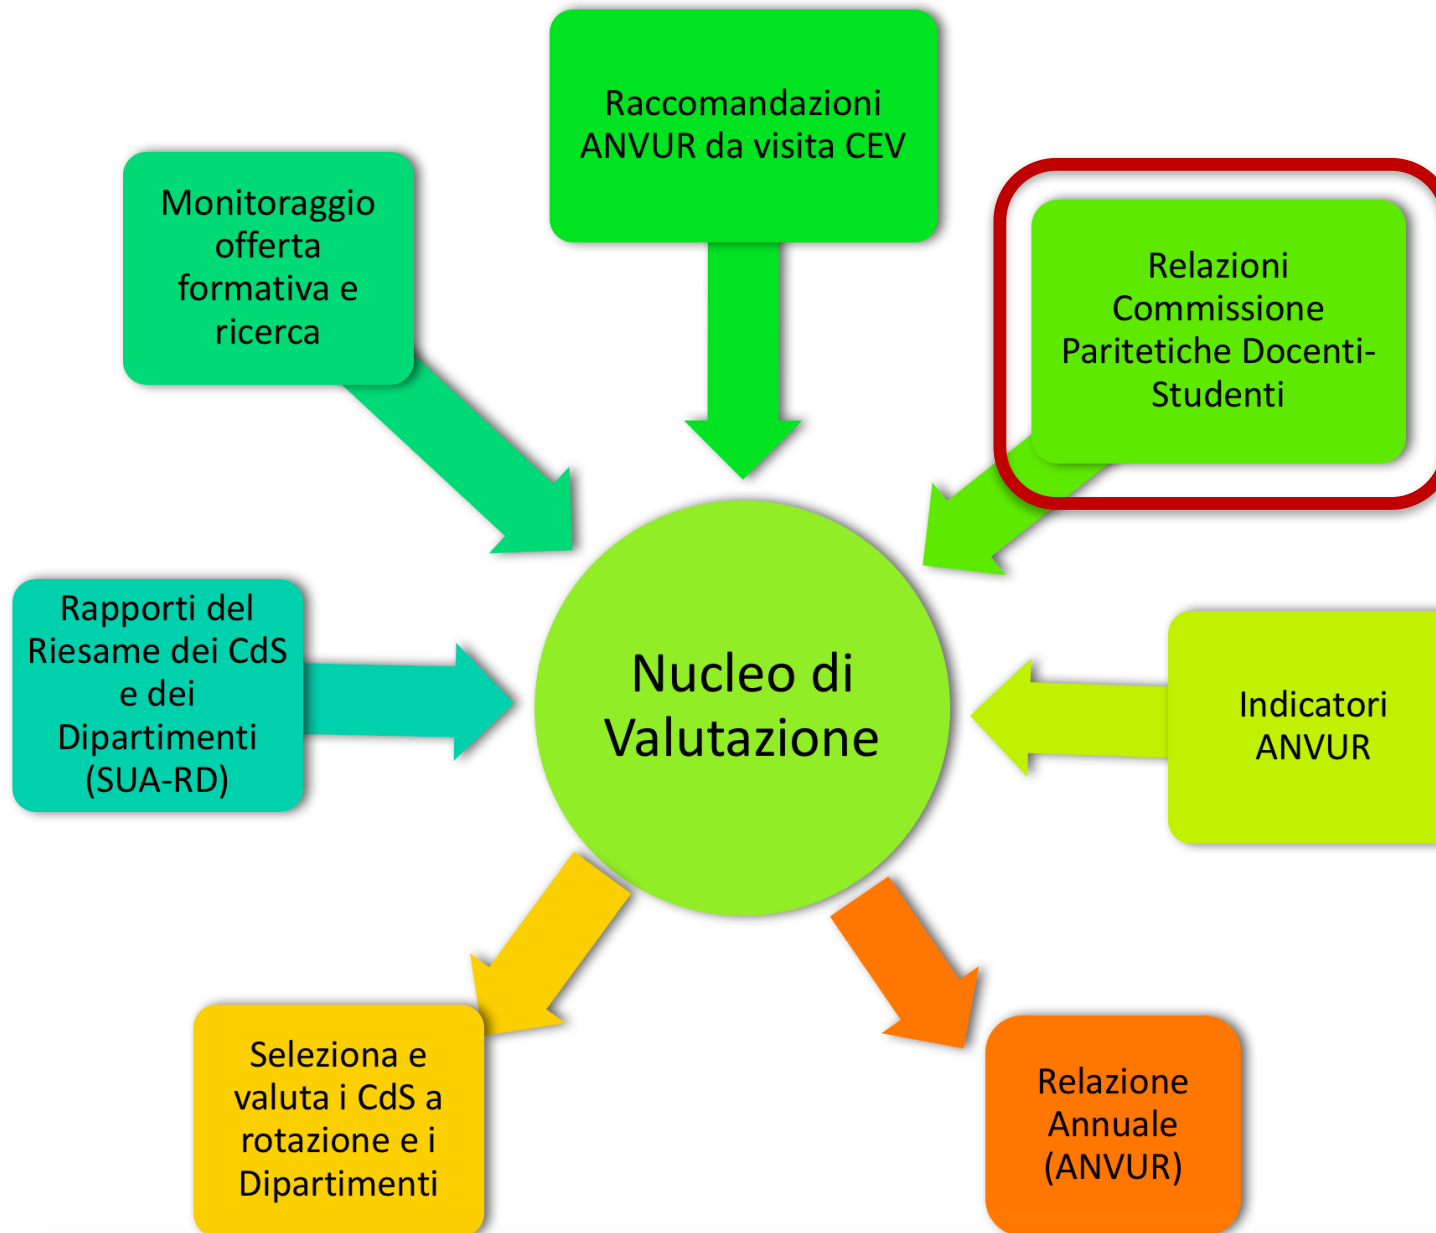 Raccomandazioni
ANVUR da visita CEV
Monitoraggio
offerta
formativa e
ricerca
Relazioni
Commissione
Paritetiche Docenti-
Studenti
Rapporti del
Riesame dei CdS
e dei
Dipartimenti
(SUA-RD)
Nucleo di
Valutazione
Indicatori
ANVUR
Seleziona e
valuta i CdS a
rotazione e i
Dipartimenti
Relazione
Annuale
(ANVUR)